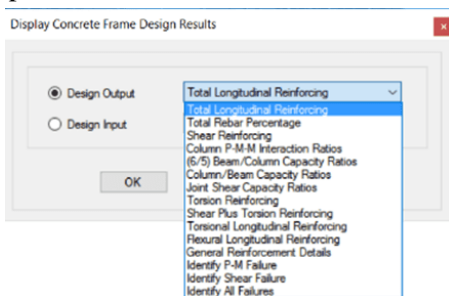 Display Concrete Frame Design Results
Design Output
Total Longitudinal Reinforcing
Design Input
OK
Total Longitudinal Reinforcing
Total Rebar Percentage
Shear Reinforcing
Column P-M-M Interaction Ratios
(6/5) Beam/Column Capacity Ratios
Column/Beam Capacity Ratios
Joint Shear Capacity Ratios
Torsion Reinforcing
Shear Plus Torsion Reinforcing
Torsional Longitudinal Reinforcing
Flexural Longitudinal Reinforcing
General Reinforcement Details
Identify P-M Failure
Identify Shear Failure
Identify All Failures